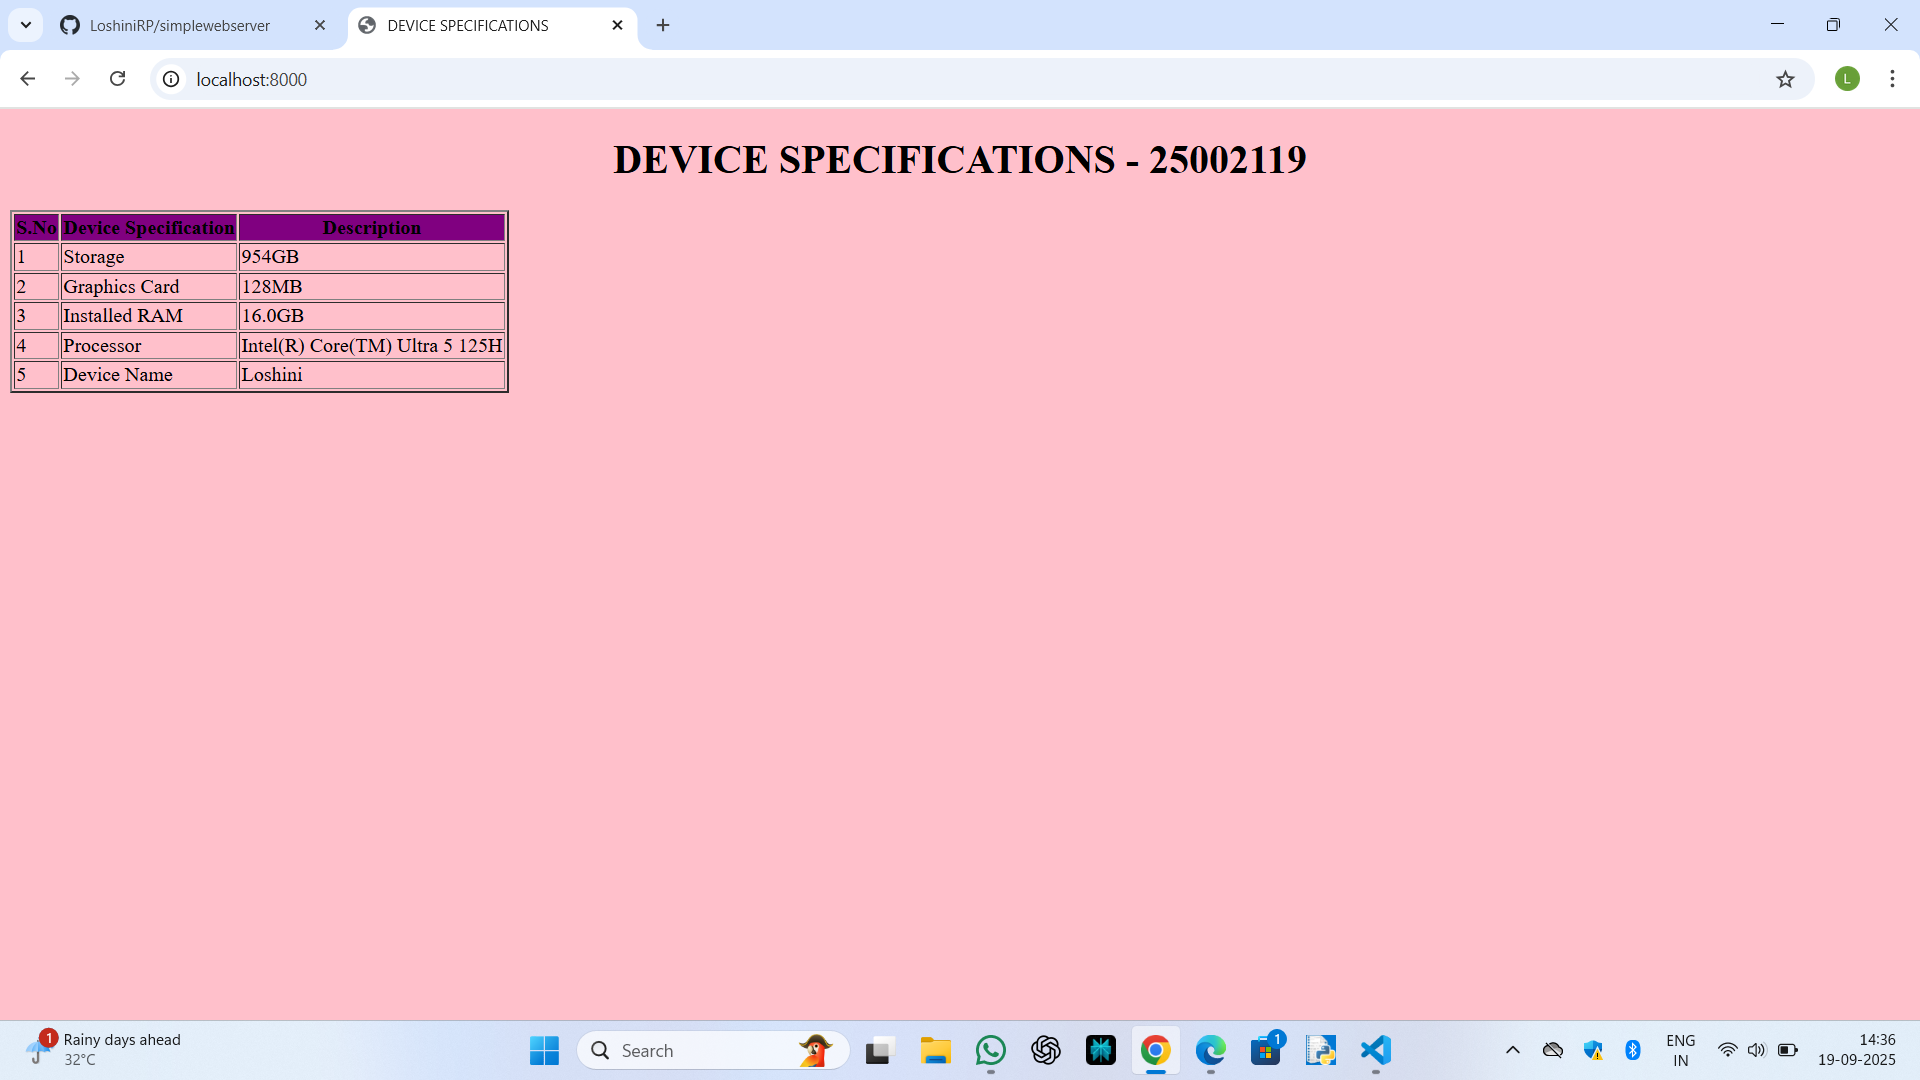 LoshiniRP/simplewebserver
DEVICE SPECIFICATIONS
localhost:8000
L
DEVICE SPECIFICATIONS - 25002119
S.No Device Specification Description
1 Storage 954GB
2 Graphics Card 128MB
3 Installed RAM 16.0GB
4 Processor Intel(R) Core(TM) Ultra 5 125H
5 Device Name Loshini
1
Rainy days ahead
32°C
Search
1
ENG
IN
14:36
19-09-2025